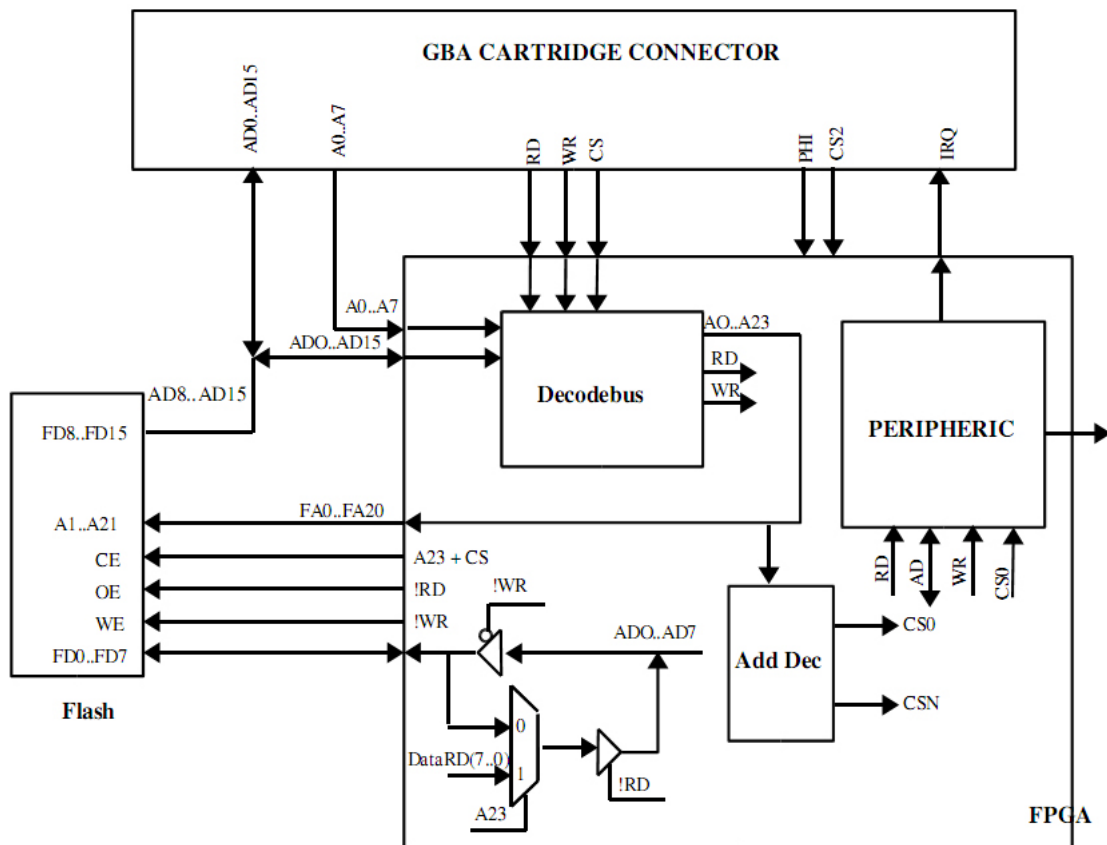 GBA CARTRIDGE CONNECTOR
AD0..AD15
A0..A7
RD
WR
CS
PHI
CS2
IRQ
A0..A7
ADO..AD15
AO..A23
RD
WR
Decodebus
PERIPHERIC
AD8..AD15
FD8..FD15
FA0..FA20
A1..A21
A23 + CS
CE
!RD
OE
!WR
WE
FD0..FD7
Flash
!WR
ADO..AD7
RD
AD
WR
CS0
Add Dec
CS0
CSN
0
DataRD(7..0)
1
!RD
A23
FPGA